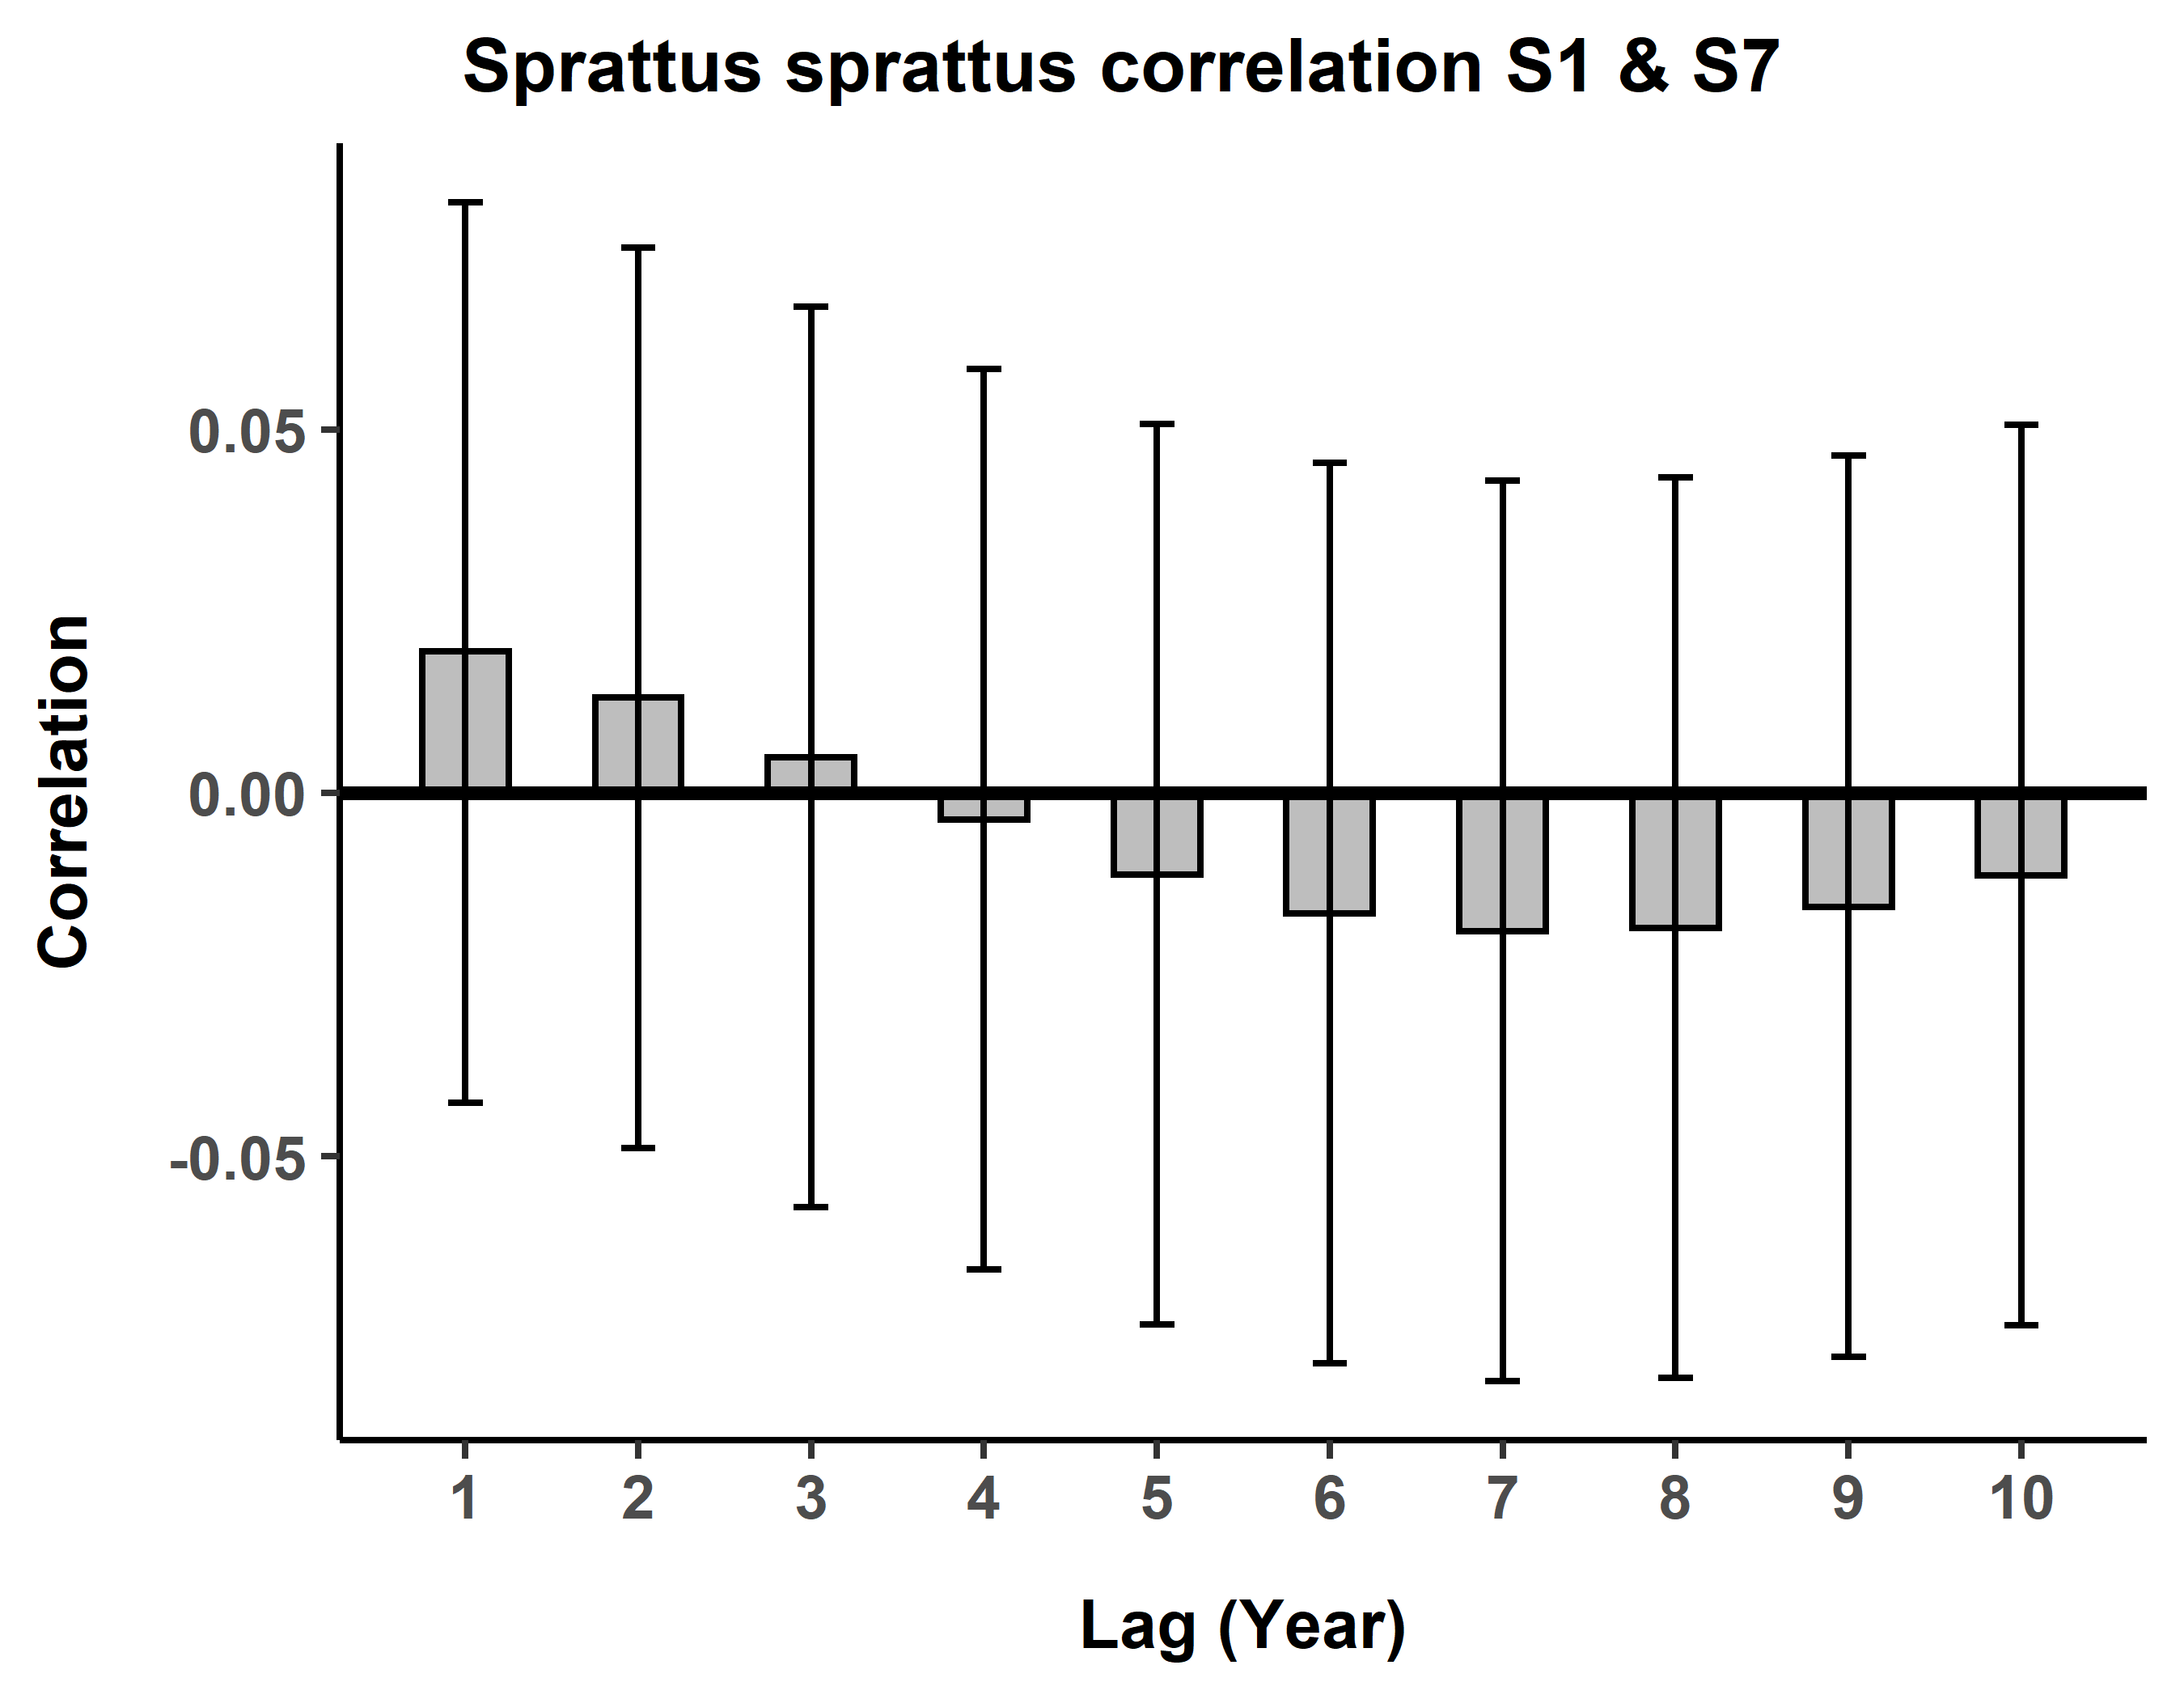 Sprattus sprattus correlation S1 & S7
Correlation
0.05
0.00
-0.05
1 2 3 4 5 6 7 8 9 10
Lag (Year)